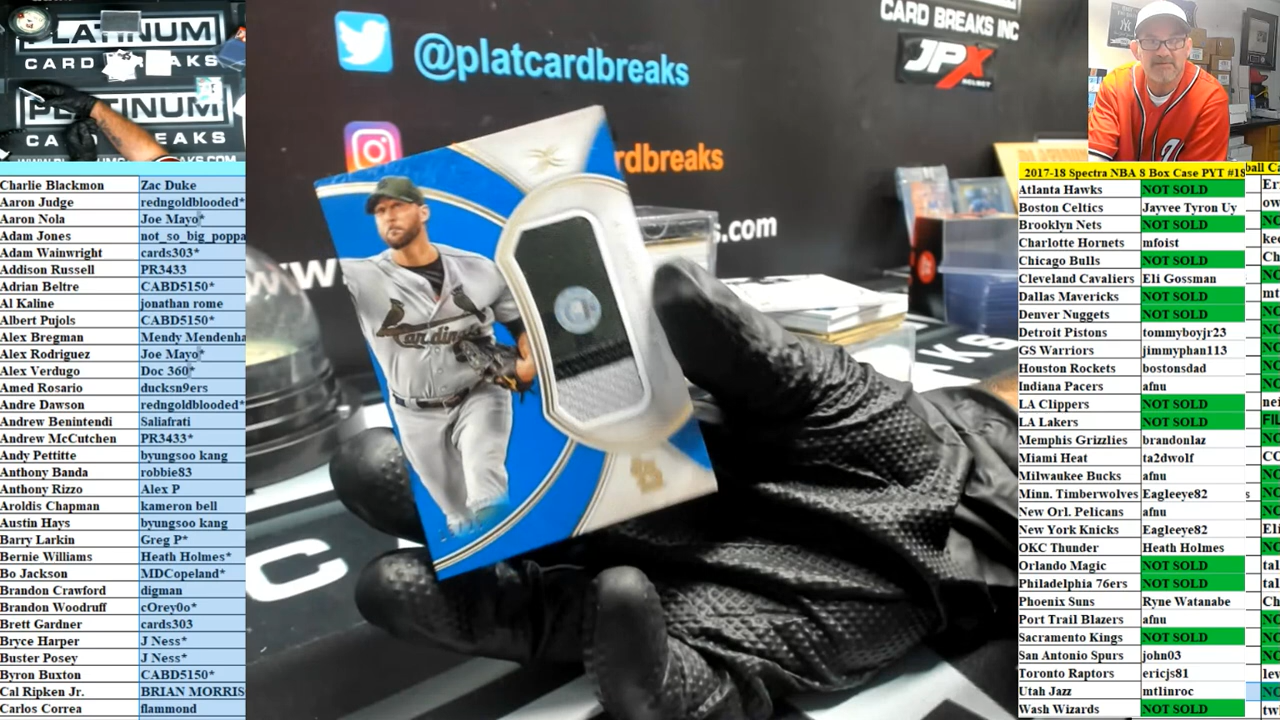 PLATINUM
CARD BREAKS
PLATINUM
CA EAKS
@platcardbreaks
CARD BREAKS INC
JPX
rdbreaks
s.com
www
Cardinals
Charlie Blackmon Zac Duke
Aaron Judge redngoldblooded*
Aaron Nola Joe Mayo*
Adam Jones not_so_big_poppa
Adam Wainwright cards303*
Addison Russell PR3433
Adrian Beltre CABD5150*
Al Kaline jonathan rome
Albert Pujols CABD5150*
Alex Bregman Mendy Mendenha
Alex Rodriguez Joe Mayo*
Alex Verdugo Doc 360*
Amed Rosario ducksn9ers
Andre Dawson redngoldblooded*
Andrew Benintendi Saliafrati
Andrew McCutchen PR3433*
Andy Pettitte byungsoo kang
Anthony Banda robbie83
Anthony Rizzo Alex P
Aroldis Chapman kameron bell
Austin Hays byungsoo kang
Barry Larkin Greg P*
Bernie Williams Heath Holmes*
Bo Jackson MDCopeland*
Brandon Crawford digman
Brandon Woodruff cOrey0o*
Brett Gardner cards303
Bryce Harper J Ness*
Buster Posey J Ness*
Byron Buxton CABD5150*
Cal Ripken Jr. BRIAN MORRIS
Carlos Correa flammond
2017-18 Spectra NBA 8 Box Case PYT #18
Atlanta Hawks NOT SOLD
Boston Celtics Jayvee Tyron Uy
Brooklyn Nets NOT SOLD
Charlotte Hornets mfoist
Chicago Bulls NOT SOLD
Cleveland Cavaliers Eli Gossman
Dallas Mavericks NOT SOLD
Denver Nuggets NOT SOLD
Detroit Pistons tommyboyjr23
GS Warriors jimmyphan113
Houston Rockets bostonsdad
Indiana Pacers afnu
LA Clippers NOT SOLD
LA Lakers NOT SOLD
Memphis Grizzlies brandonlaz
Miami Heat ta2dwolf
Milwaukee Bucks afnu
Minn. Timberwolves Eagleeye82
New Orl. Pelicans afnu
New York Knicks Eagleeye82
OKC Thunder Heath Holmes
Orlando Magic NOT SOLD
Philadelphia 76ers NOT SOLD
Phoenix Suns Ryne Watanabe
Port Trail Blazers afnu
Sacramento Kings NOT SOLD
San Antonio Spurs john03
Toronto Raptors ericjs81
Utah Jazz mtlinroc
Wash Wizards NOT SOLD